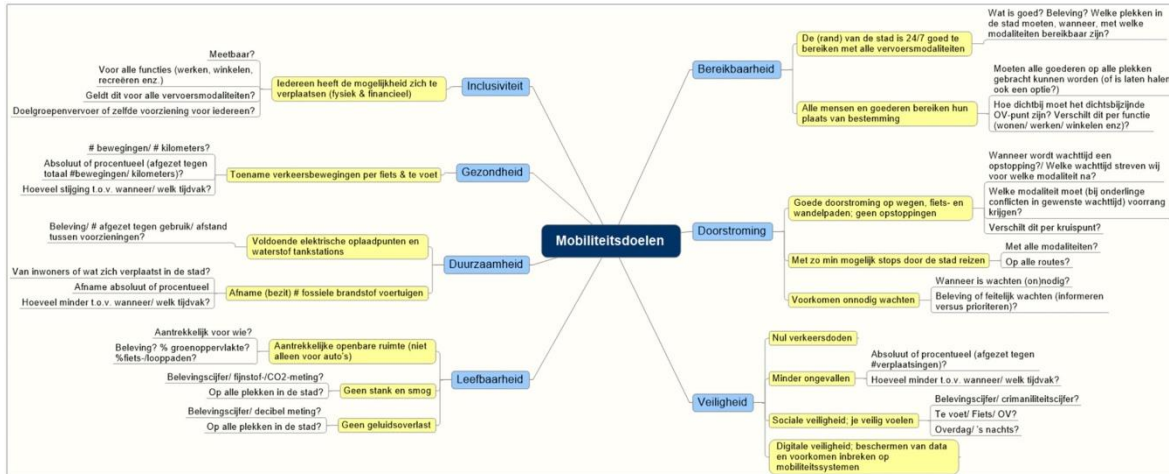 Mobiliteitsdoelen
Inclusiviteit
Iedereen heeft de mogelijkheid zich te
verplaatsen (fysiek & financieel)
Meetbaar?
Voor alle functies (werken, winkelen,
recreëren enz.)
Geldt dit voor alle vervoersmodaliteiten?
Doelgroepenvervoer of zelfde voorziening voor iedereen?
Gezondheid
Toename verkeersbewegingen per fiets & te voet
# bewegingen/ # kilometers?
Absoluut of procentueel (afgezet tegen
totaal #bewegingen/ kilometers)?
Hoeveel stijging t.o.v. wanneer/ welk tijdvak?
Duurzaamheid
Voldoende elektrische oplaadpunten en
waterstof tankstations
Beleving/ # afgezet tegen gebruik/ afstand
tussen voorzieningen?
Afname (bezit) # fossiele brandstof voertuigen
Van inwoners of wat zich verplaatst in de stad?
Afname absoluut of procentueel
Hoeveel minder t.o.v. wanneer/ welk tijdvak?
Leefbaarheid
Aantrekkelijke openbare ruimte (niet
alleen voor auto's)
Aantrekkelijk voor wie?
Beleving? % groenoppervlakte?
%fiets-/looppaden?
Geen stank en smog
Belevingscijfer/ fijnstof-/CO2-meting?
Op alle plekken in de stad?
Geen geluidsoverlast
Belevingscijfer/ decibel meting?
Op alle plekken in de stad?
Bereikbaarheid
De (rand) van de stad is 24/7 goed te
bereiken met alle vervoersmodaliteiten
Wat is goed? Beleving? Welke plekken in
de stad moeten, wanneer, met welke
modaliteiten bereikbaar zijn?
Alle mensen en goederen bereiken hun
plaats van bestemming
Moeten alle goederen op alle plekken
gebracht kunnen worden (of is laten halen
ook een optie?)
Hoe dichtbij moet het dichtsbijzijnde
OV-punt zijn? Verschilt dit per functie
(wonen/ werken/ winkelen enz)?
Doorstroming
Goede doorstroming op wegen, fiets- en
wandelpaden; geen opstoppingen
Wanneer wordt wachttijd een
opstopping?/ Welke wachttijd streven wij
voor welke modaliteit na?
Welke modaliteit moet (bij onderlinge
conflicten in gewenste wachttijd) voorrang
krijgen?
Verschilt dit per kruispunt?
Met zo min mogelijk stops door de stad reizen
Met alle modaliteiten?
Op alle routes?
Voorkomen onnodig wachten
Wanneer is wachten (on)nodig?
Beleving of feitelijk wachten (informeren
versus prioriteren)?
Veiligheid
Nul verkeersdoden
Minder ongevallen
Absoluut of procentueel (afgezet tegen
#verplaatsingen)?
Hoeveel minder t.o.v. wanneer/ welk tijdvak?
Sociale veiligheid; je veilig voelen
Belevingscijfer/ crimaniliteitscijfer?
Te voet/ Fiets/ OV?
Overdag/ 's nachts?
Digitale veiligheid; beschermen van data
en voorkomen inbreken op
mobiliteitssystemen